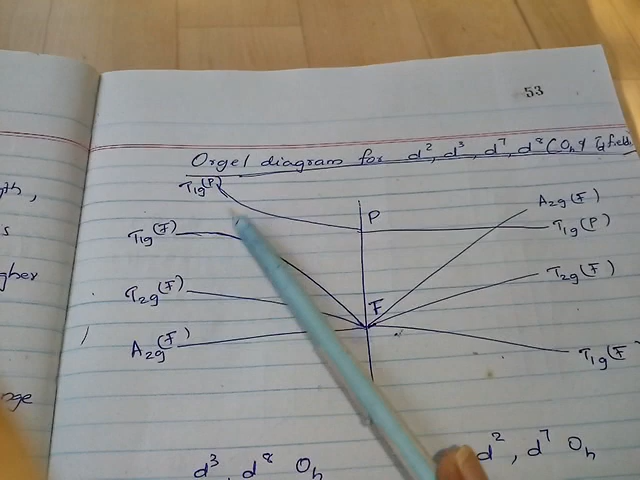 53
Orgel diagram for d², d³, d⁷, d⁸ (Oh & Td field
T1g(P)
P
A2g(F)
T1g(P)
T1g(F)
T2g(F)
T2g(F)
F
A2g(F)
T1g(F
d³, d⁸ Oh
d², d⁷ Oh